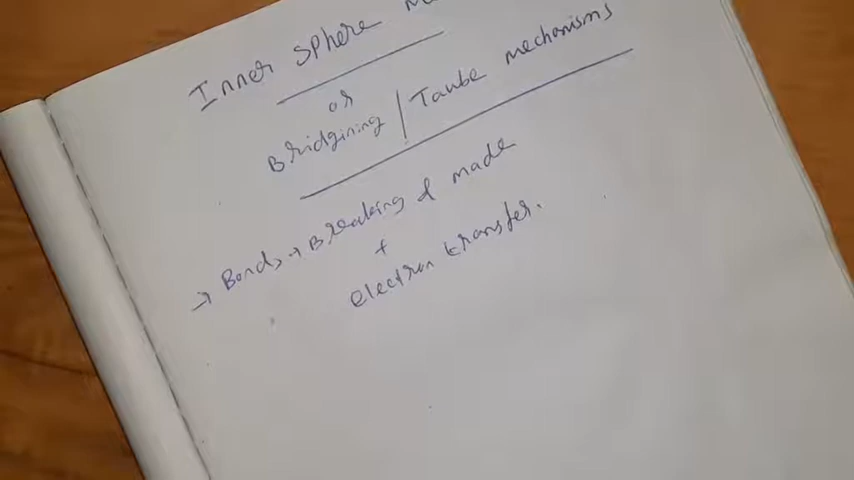 Inner sphere
or
Bridgining / Taube mechanisms
→ Bonds → Breaking & made
+
electron transfer.